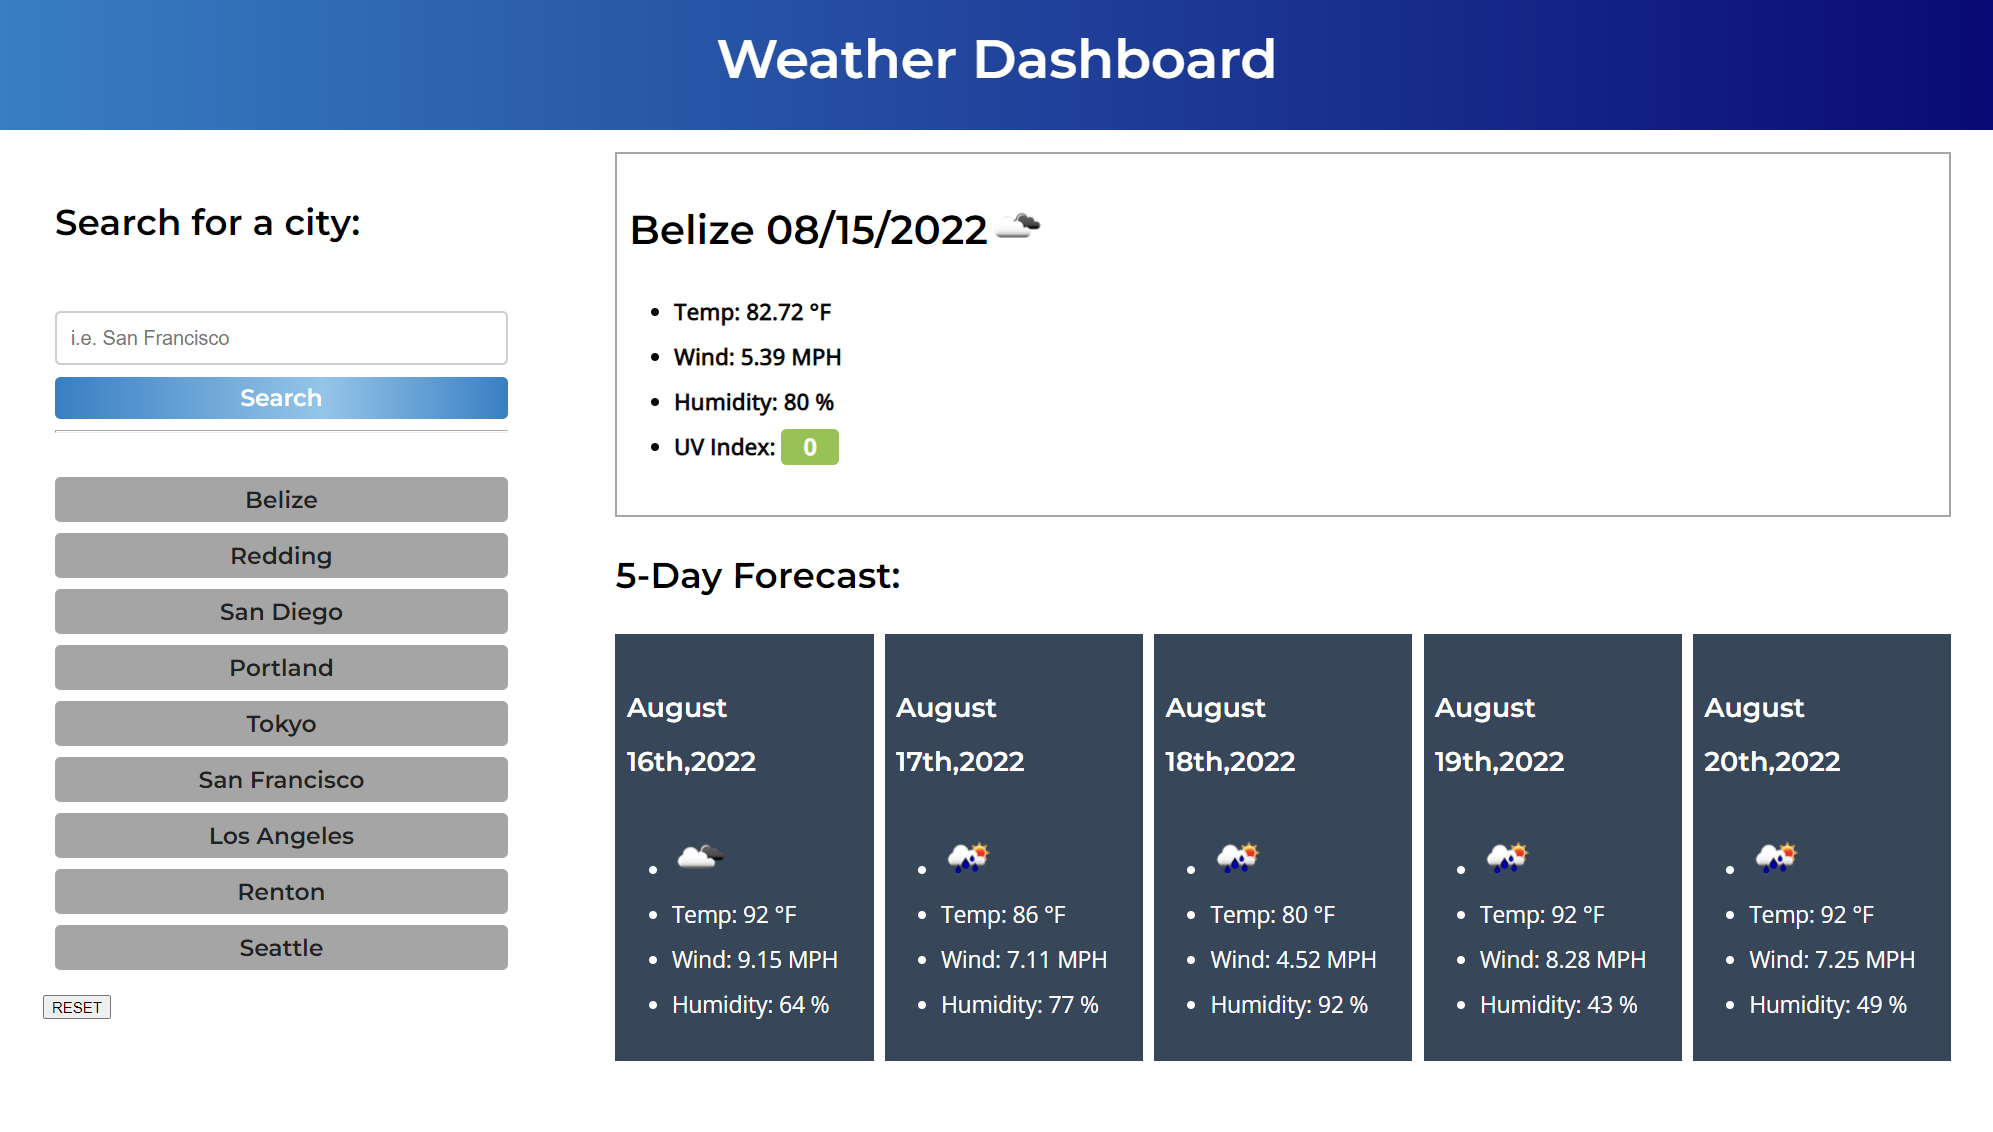 Weather Dashboard
Search for a city:
i.e. San Francisco
Search
Belize
Redding
San Diego
Portland
Tokyo
San Francisco
Los Angeles
Renton
Seattle
RESET
Belize 08/15/2022
Temp: 82.72 °F
Wind: 5.39 MPH
Humidity: 80 %
UV Index: 0
5-Day Forecast:
August
16th,2022
Temp: 92 °F
Wind: 9.15 MPH
Humidity: 64 %
August
17th,2022
Temp: 86 °F
Wind: 7.11 MPH
Humidity: 77 %
August
18th,2022
Temp: 80 °F
Wind: 4.52 MPH
Humidity: 92 %
August
19th,2022
Temp: 92 °F
Wind: 8.28 MPH
Humidity: 43 %
August
20th,2022
Temp: 92 °F
Wind: 7.25 MPH
Humidity: 49 %